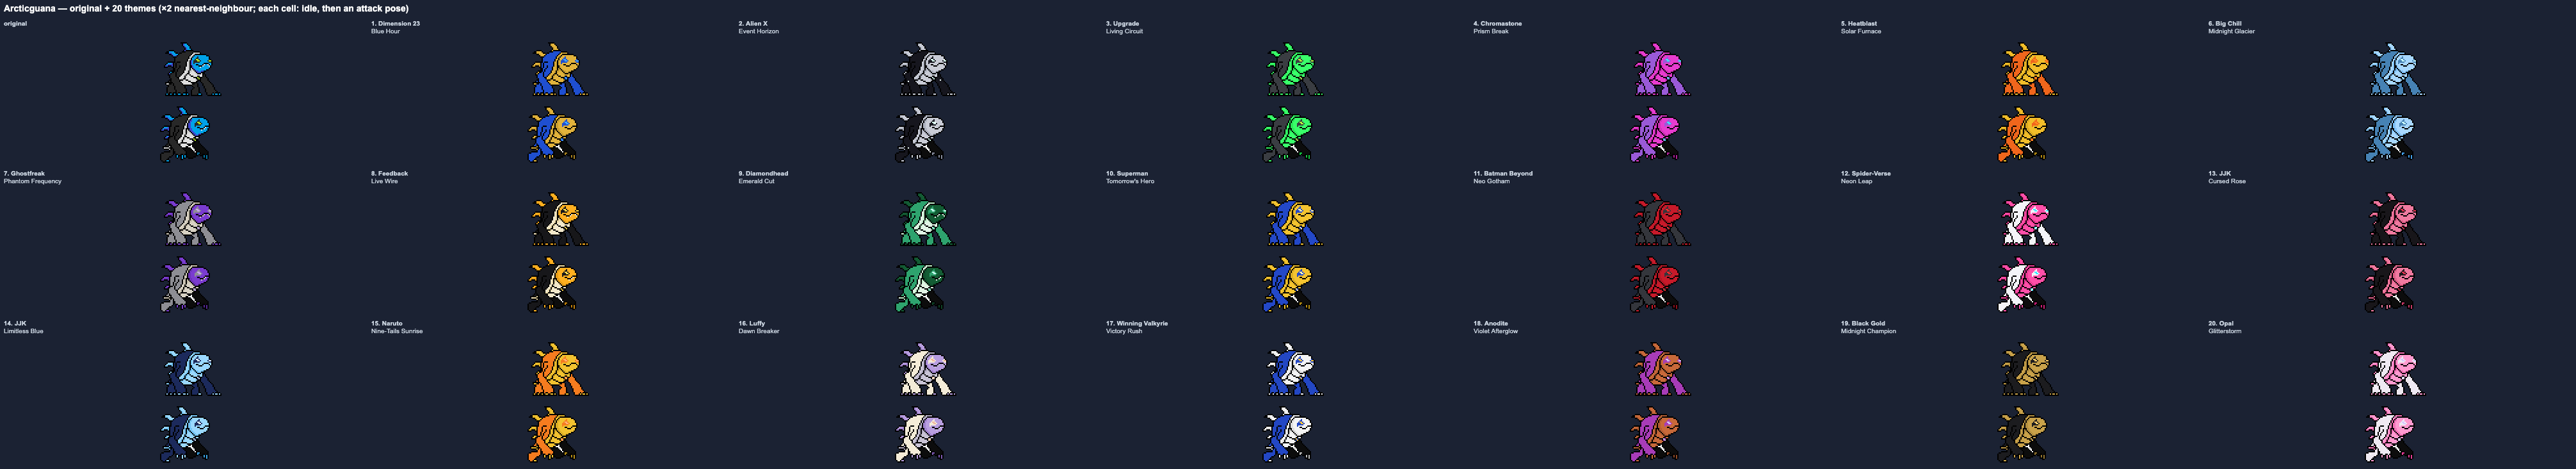 Arcticguana — original + 20 themes (×2 nearest-neighbour; each cell: idle, then an attack pose)
original
1. Dimension 23
Blue Hour
2. Alien X
Event Horizon
3. Upgrade
Living Circuit
4. Chromastone
Prism Break
5. Heatblast
Solar Furnace
6. Big Chill
Midnight Glacier
7. Ghostfreak
Phantom Frequency
8. Feedback
Live Wire
9. Diamondhead
Emerald Cut
10. Superman
Tomorrow's Hero
11. Batman Beyond
Neo Gotham
12. Spider-Verse
Neon Leap
13. JJK
Cursed Rose
14. JJK
Limitless Blue
15. Naruto
Nine-Tails Sunrise
16. Luffy
Dawn Breaker
17. Winning Valkyrie
Victory Rush
18. Anodite
Violet Afterglow
19. Black Gold
Midnight Champion
20. Opal
Glitterstorm